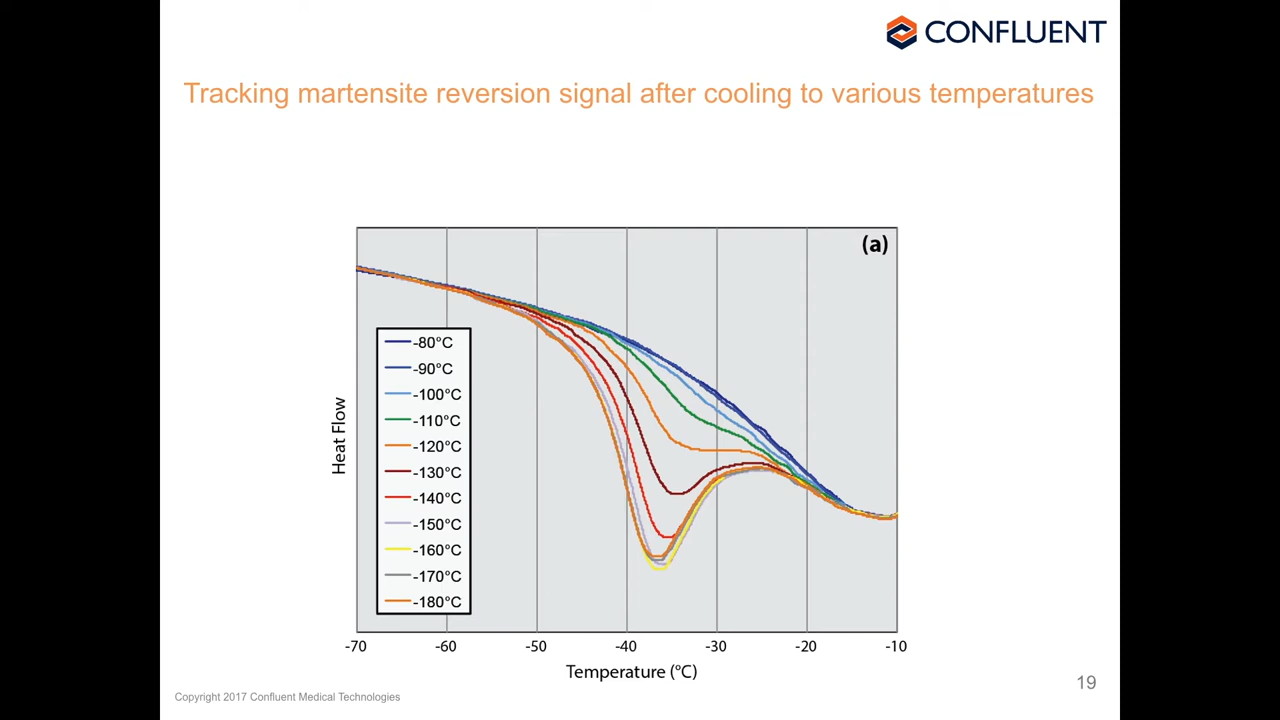 CONFLUENT
Tracking martensite reversion signal after cooling to various temperatures
(a)
-80°C
-90°C
-100°C
-110°C
-120°C
-130°C
-140°C
-150°C
-160°C
-170°C
-180°C
Heat Flow
-70 -60 -50 -40 -30 -20 -10
Temperature (°C)
19
Copyright 2017 Confluent Medical Technologies